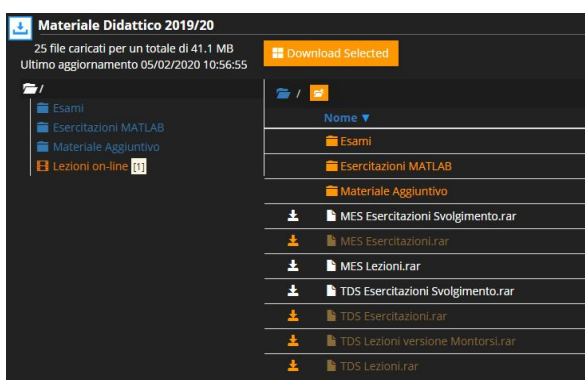 Materiale Didattico 2019/20
25 file caricati per un totale di 41.1 MB
Ultimo aggiornamento 05/02/2020 10:56:55
Download Selected
/
Esami
Esercitazioni MATLAB
Materiale Aggiuntivo
Lezioni on-line [1]
/
Nome ▼
Esami
Esercitazioni MATLAB
Materiale Aggiuntivo
MES Esercitazioni Svolgimento.rar
MES Esercitazioni.rar
MES Lezioni.rar
TDS Esercitazioni Svolgimento.rar
TDS Esercitazioni.rar
TDS Lezioni versione Montorsi.rar
TDS Lezioni.rar